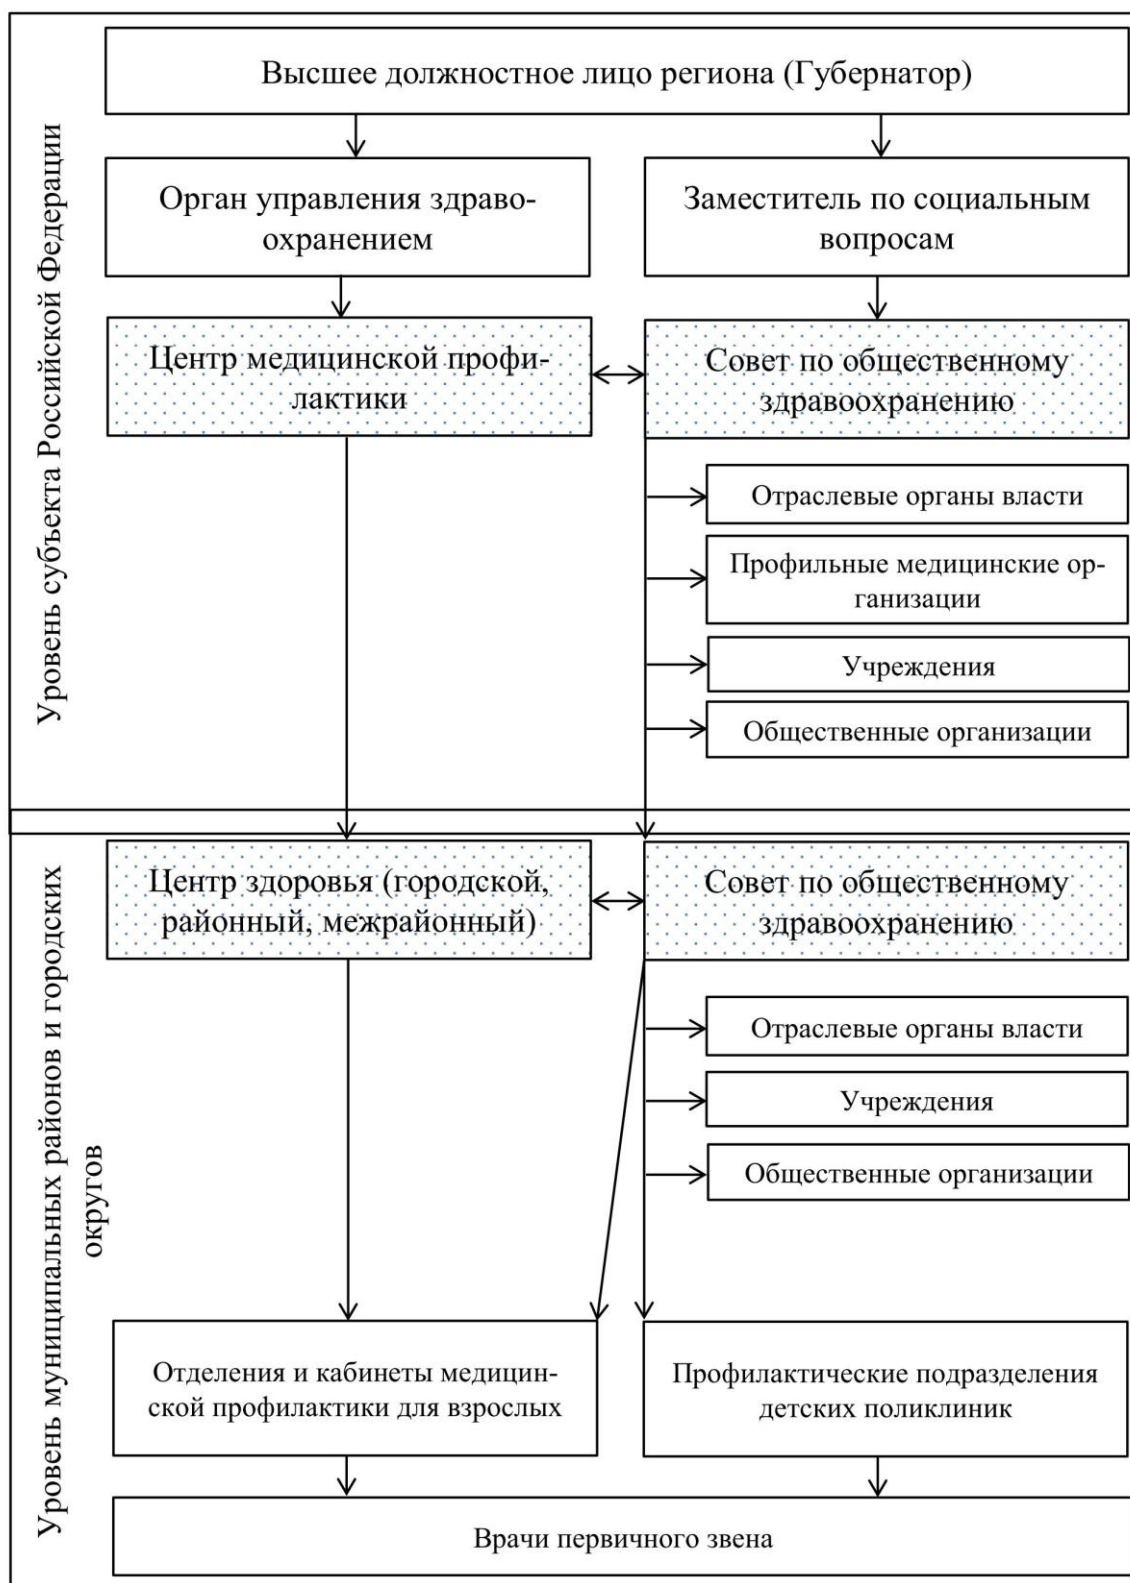 Высшее должностное лицо региона (Губернатор)
Орган управления здраво-
охранением
Заместитель по социальным
вопросам
Центр медицинской профи-
лактики
Совет по общественному
здравоохранению
Отраслевые органы власти
Профильные медицинские ор-
ганизации
Учреждения
Общественные организации
Уровень субъекта Российской Федерации
Центр здоровья (городской,
районный, межрайонный)
Совет по общественному
здравоохранению
Отраслевые органы власти
Учреждения
Общественные организации
Уровень муниципальных районов и городских
округов
Отделения и кабинеты медицин-
ской профилактики для взрослых
Профилактические подразделения
детских поликлиник
Врачи первичного звена